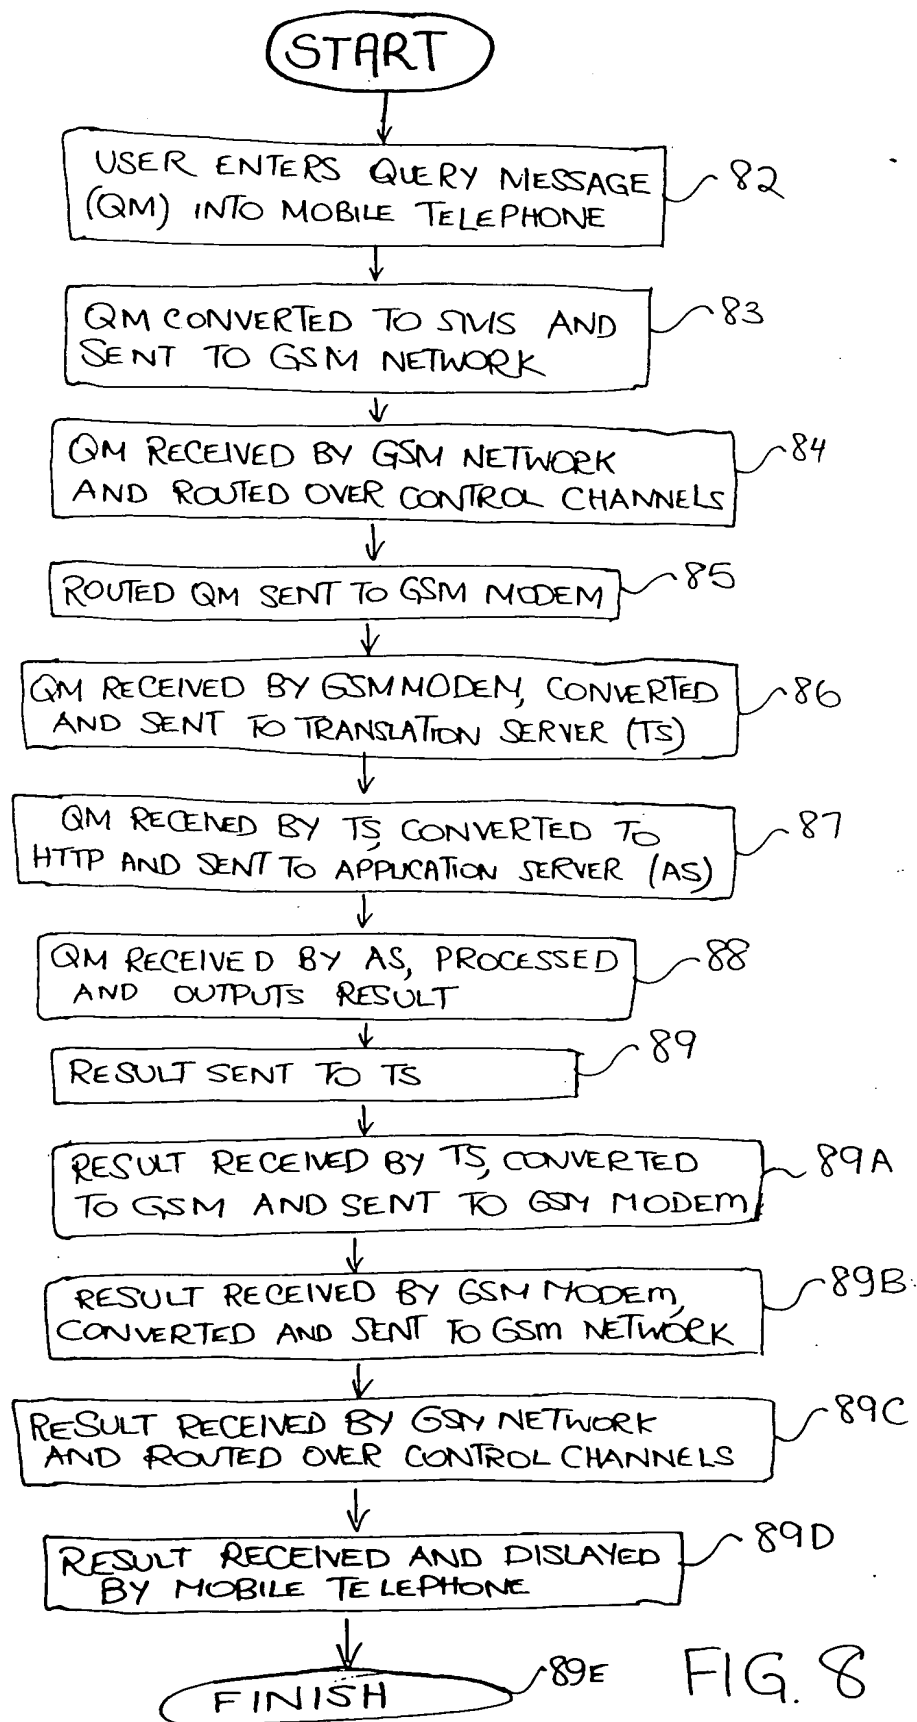 START
USER ENTERS QUERY MESSAGE
(QM) INTO MOBILE TELEPHONE
82
QM CONVERTED TO SMS AND
SENT TO GSM NETWORK
83
QM RECEIVED BY GSM NETWORK
AND ROUTED OVER CONTROL CHANNELS
84
ROUTED QM SENT TO GSM MODEM
85
QM RECEIVED BY GSM MODEM, CONVERTED
AND SENT TO TRANSLATION SERVER (TS)
86
QM RECEIVED BY TS, CONVERTED TO
HTTP AND SENT TO APPLICATION SERVER (AS)
87
QM RECEIVED BY AS, PROCESSED
AND OUTPUTS RESULT
88
RESULT SENT TO TS
89
RESULT RECEIVED BY TS, CONVERTED
TO GSM AND SENT TO GSM MODEM
89A
RESULT RECEIVED BY GSM MODEM,
CONVERTED AND SENT TO GSM NETWORK
89B
RESULT RECEIVED BY GSM NETWORK
AND ROUTED OVER CONTROL CHANNELS
89C
RESULT RECEIVED AND DISLAYED
BY MOBILE TELEPHONE
89D
FINISH
89E
FIG. 8